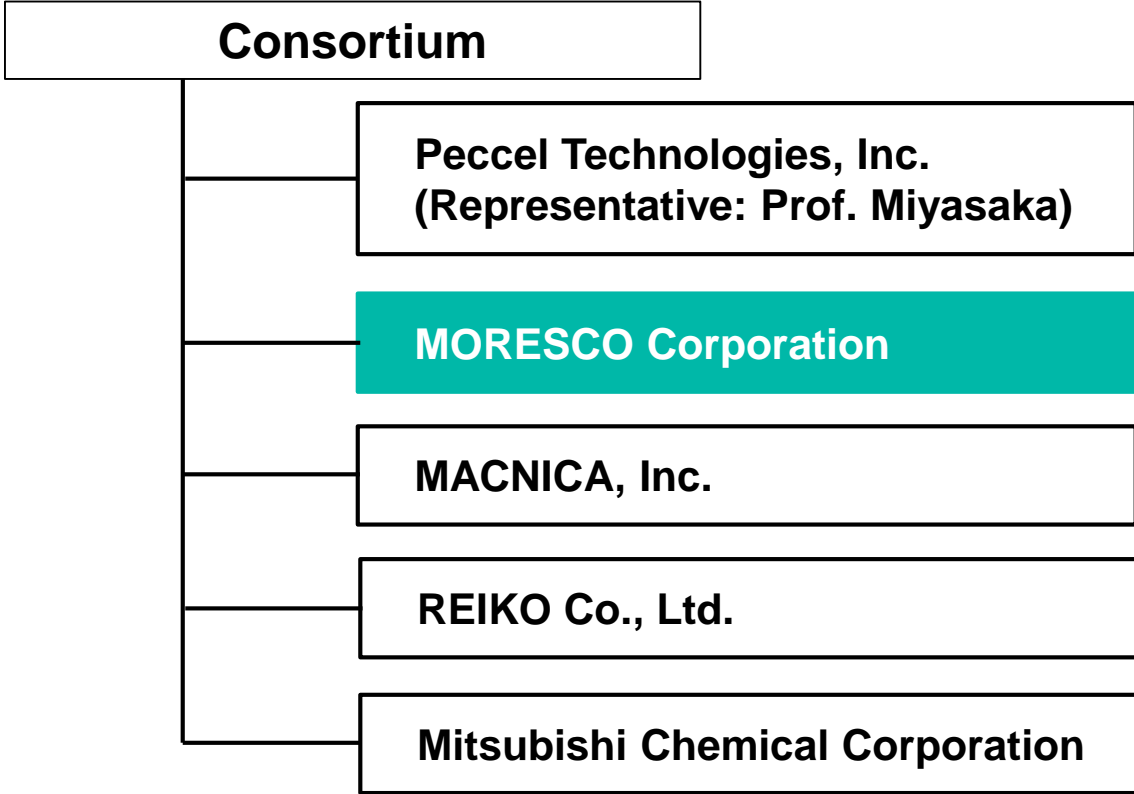 Consortium
Peccel Technologies, Inc.
(Representative: Prof. Miyasaka)
MORESCO Corporation
MACNICA, Inc.
REIKO Co., Ltd.
Mitsubishi Chemical Corporation